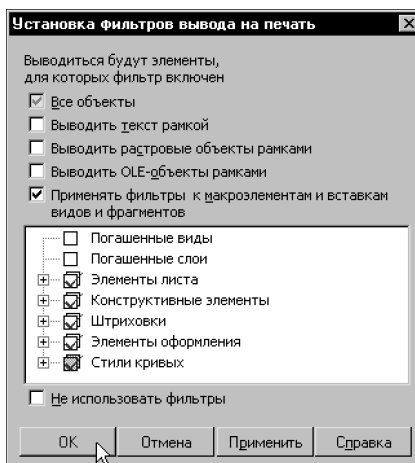 Установка фильтров вывода на печать
Выводиться будут элементы,
для которых фильтр включен
Все объекты
Выводить текст рамкой
Выводить растровые объекты рамками
Выводить OLE-объекты рамками
Применять фильтры к макроэлементам и вставкам
видов и фрагментов
Погашенные виды
Погашенные слои
Элементы листа
Конструктивные элементы
Штриховки
Элементы оформления
Стили кривых
Не использовать фильтры
ОК Отмена Применить Справка